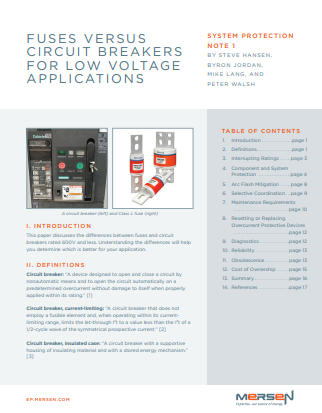 FUSES VERSUS
CIRCUIT BREAKERS
FOR LOW VOLTAGE
APPLICATIONS
SYSTEM PROTECTION
NOTE 1
BY STEVE HANSEN,
BYRON JORDAN,
MIKE LANG, AND
PETER WALSH
A circuit breaker (left) and Class L fuse (right)
I. INTRODUCTION
This paper discusses the differences between fuses and circuit
breakers rated 600V and less. Understanding the differences will help
you determine which is better for your application.
II. DEFINITIONS
Circuit breaker: "A device designed to open and close a circuit by
nonautomatic means and to open the circuit automatically on a
predetermined overcurrent without damage to itself when properly
applied within its rating." [1]
Circuit breaker, current-limiting: "A circuit breaker that does not
employ a fusible element and, when operating within its current-
limiting range, limits the let-through I²t to a value less than the I²t of a
1/2-cycle wave of the symmetrical prospective current." [2]
Circuit breaker, insulated case: "A circuit breaker with a supportive
housing of insulating material and with a stored energy mechanism."
[3]
TABLE OF CONTENTS
1. Introduction page 1
2. Definitions page 1
3. Interrupting Ratings page 3
4. Component and System
Protection page 4
5. Arc Flash Mitigation page 8
6. Selective Coordination page 9
7. Maintenance Requirements
page 10
8. Resetting or Replacing
Overcurrent Protective Devices
page 12
9. Diagnostics page 12
10. Reliability page 13
11. Obsolescence page 13
12. Cost of Ownership page 15
13. Summary page 16
14. References page 17
EP.MERSEN.COM
MERSEN